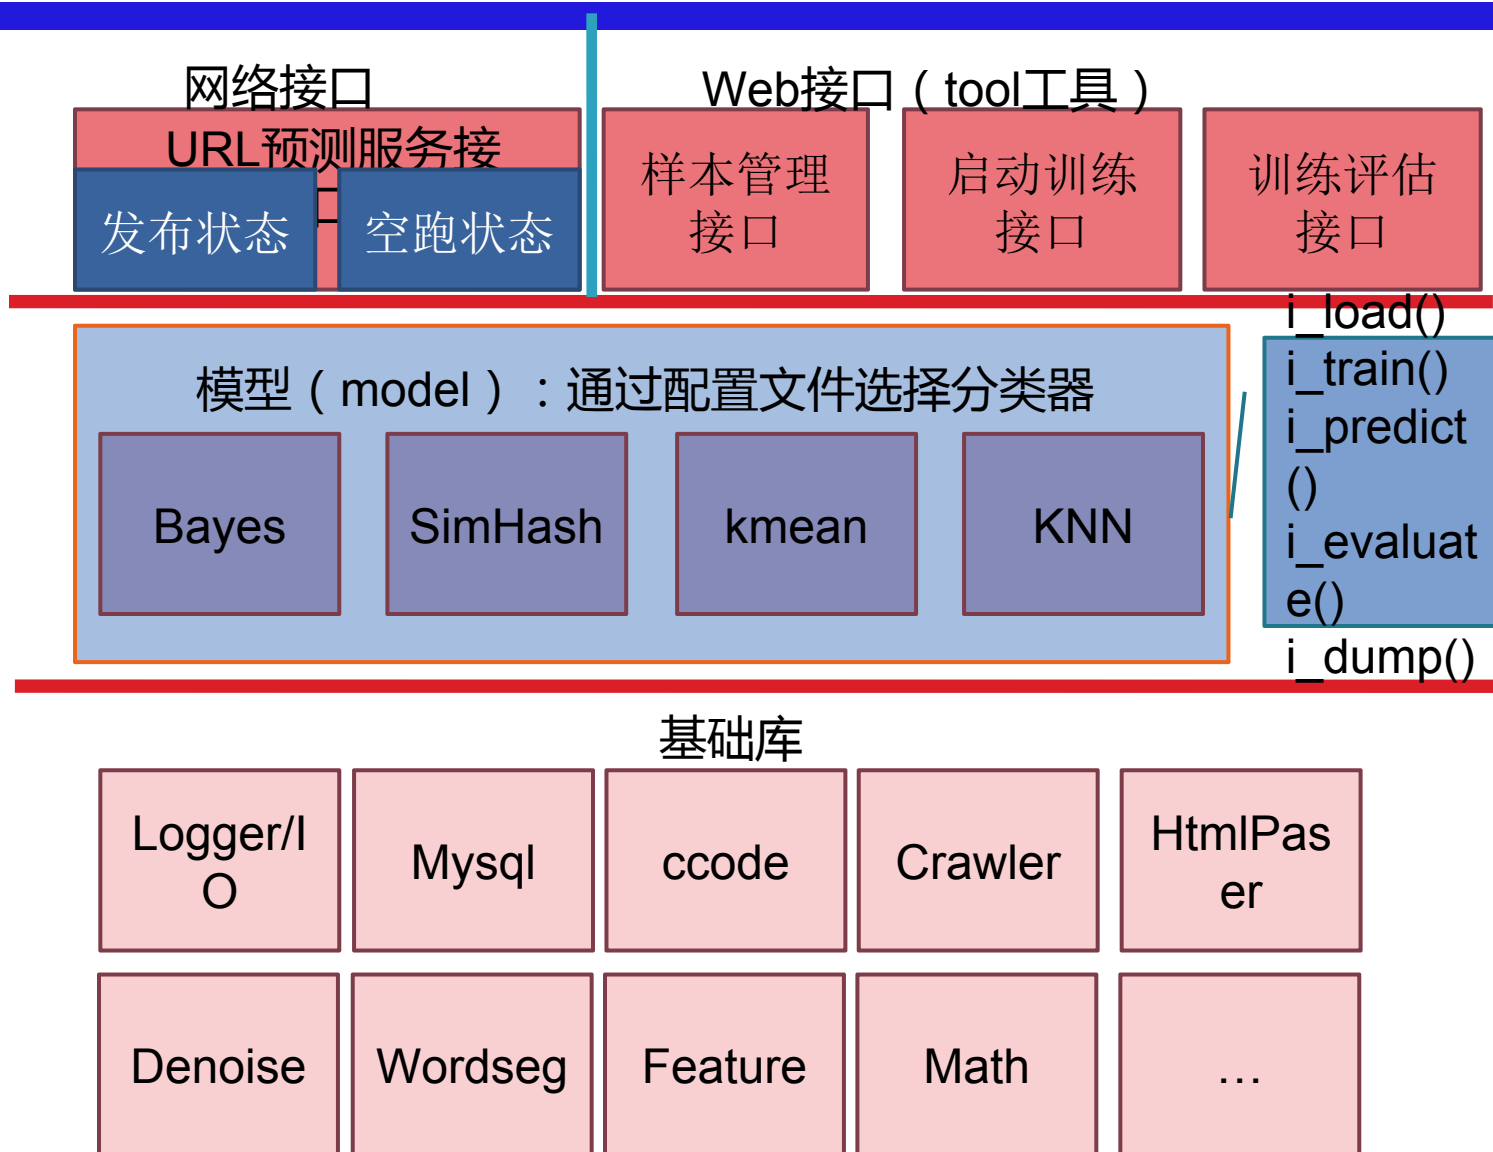 网络接口
Web接口（tool工具）
URL预测服务接
口
发布状态
空跑状态
样本管理
接口
启动训练
接口
训练评估
接口
模型（model）：通过配置文件选择分类器
Bayes
SimHash
kmean
KNN
i_load()
i_train()
i_predict
()
i_evaluat
e()
i_dump()
基础库
Logger/I
O
Mysql
ccode
Crawler
HtmlPas
er
Denoise
Wordseg
Feature
Math
…